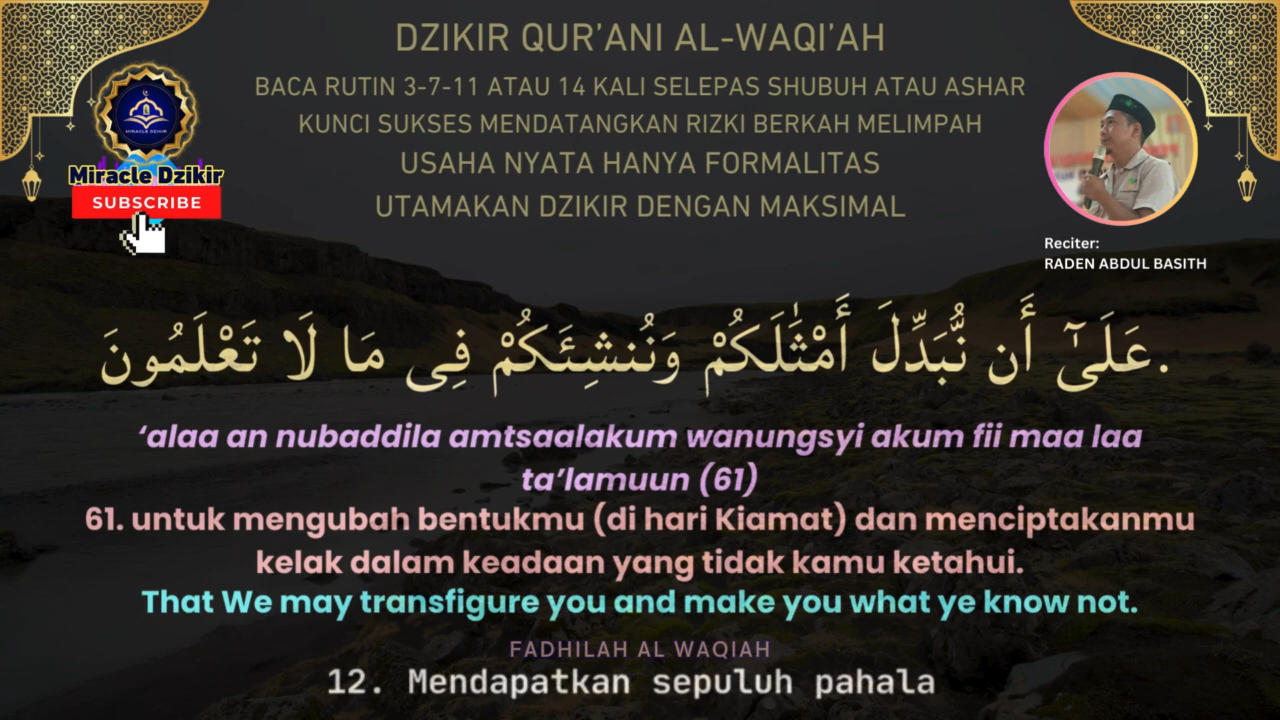 DZIKIR QUR’ANI AL-WAQI’AH
BACA RUTIN 3-7-11 ATAU 14 KALI SELEPAS SHUBUH ATAU ASHAR
KUNCI SUKSES MENDATANGKAN RIZKI BERKAH MELIMPAH
USAHA NYATA HANYA FORMALITAS
UTAMAKAN DZIKIR DENGAN MAKSIMAL
MIRACLE DZIKIR
Miracle Dzikir
SUBSCRIBE
Reciter:
RADEN ABDUL BASITH
عَلَىٰٓ أَن نُّبَدِّلَ أَمْثَٰلَكُمْ وَنُنشِئَكُمْ فِى مَا لَا تَعْلَمُونَ.
‘alaa an nubaddila amtsaalakum wanungsyi akum fii maa laa
ta’lamuun (61)
61. untuk mengubah bentukmu (di hari Kiamat) dan menciptakanmu
kelak dalam keadaan yang tidak kamu ketahui.
That We may transfigure you and make you what ye know not.
FADHILAH AL WAQIAH
12. Mendapatkan sepuluh pahala